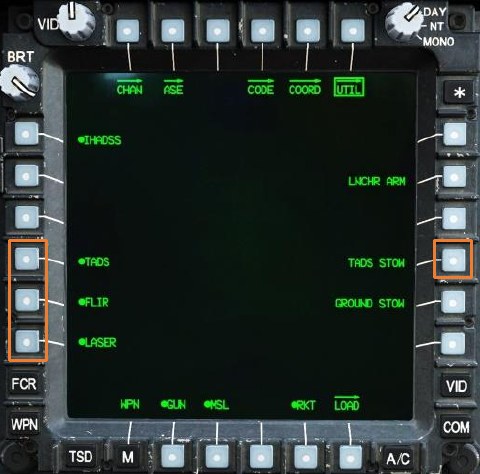 VID
DAY
NT
MONO
BRT
CHAN ASE CODE COORD UTIL
*
IHADSS
LNCHR ARM
TADS TADS STOW
FLIR GROUND STOW
LASER
FCR VID
WPN GUN MSL RKT LOAD
WPN COM
TSD M A/C